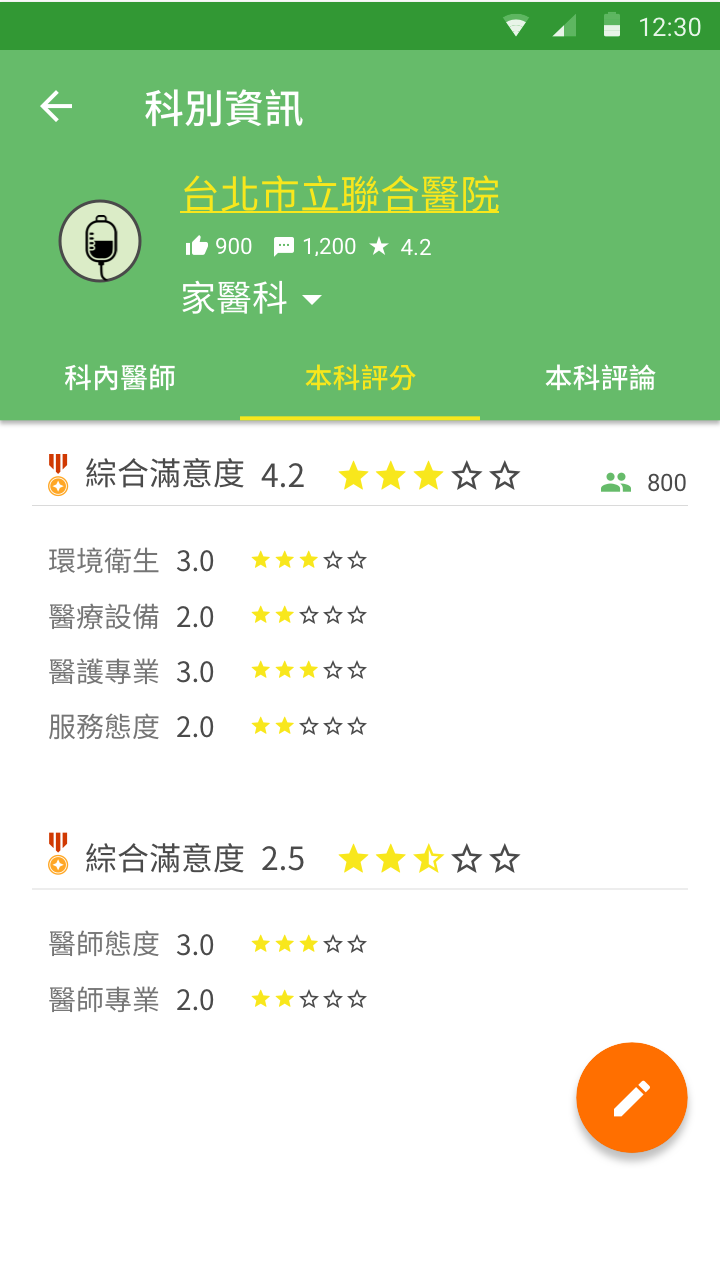 12:30
科別資訊
台北市立聯合醫院
900 1,200 4.2
家醫科
科內醫師 本科評分 本科評論
綜合滿意度 4.2 800
環境衛生 3.0
醫療設備 2.0
醫護專業 3.0
服務態度 2.0
綜合滿意度 2.5
醫師態度 3.0
醫師專業 2.0